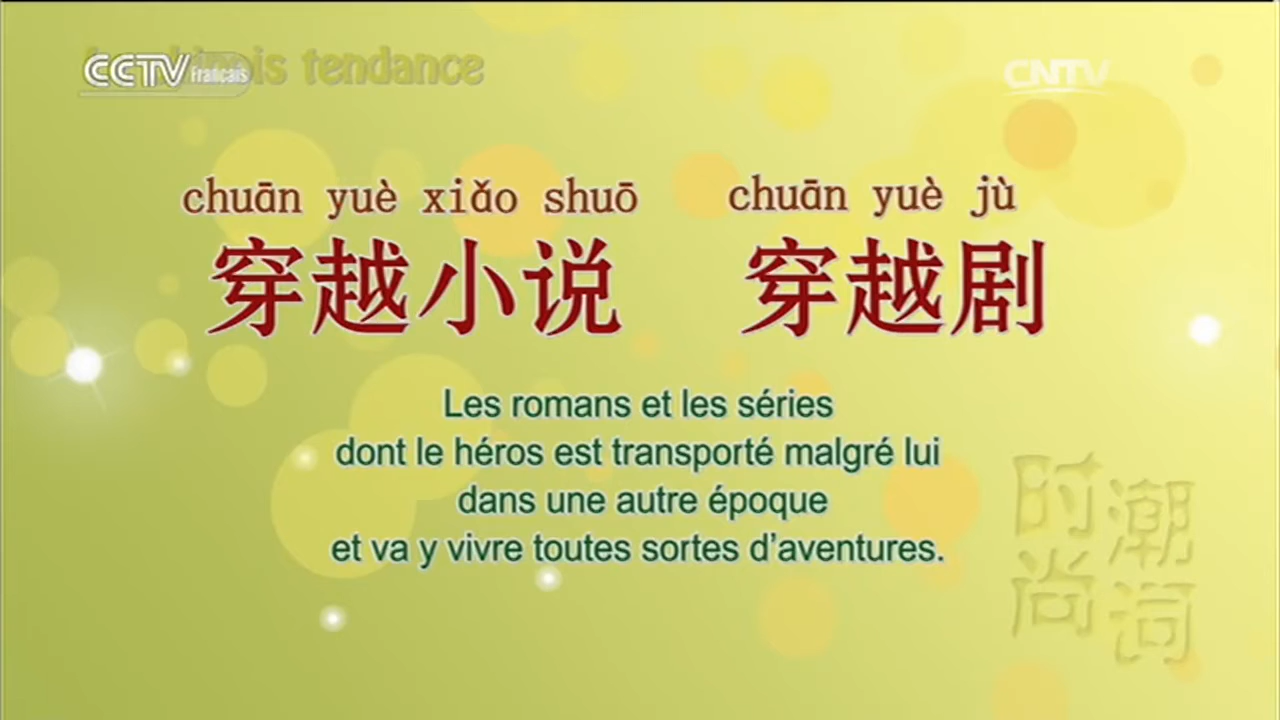 CCTV Français
chinois tendance
CNTV
chuān yuè xiǎo shuō chuān yuè jù
穿越小说 穿越剧
Les romans et les séries
dont le héros est transporté malgré lui
dans une autre époque
et va y vivre toutes sortes d’aventures.
时尚
潮词